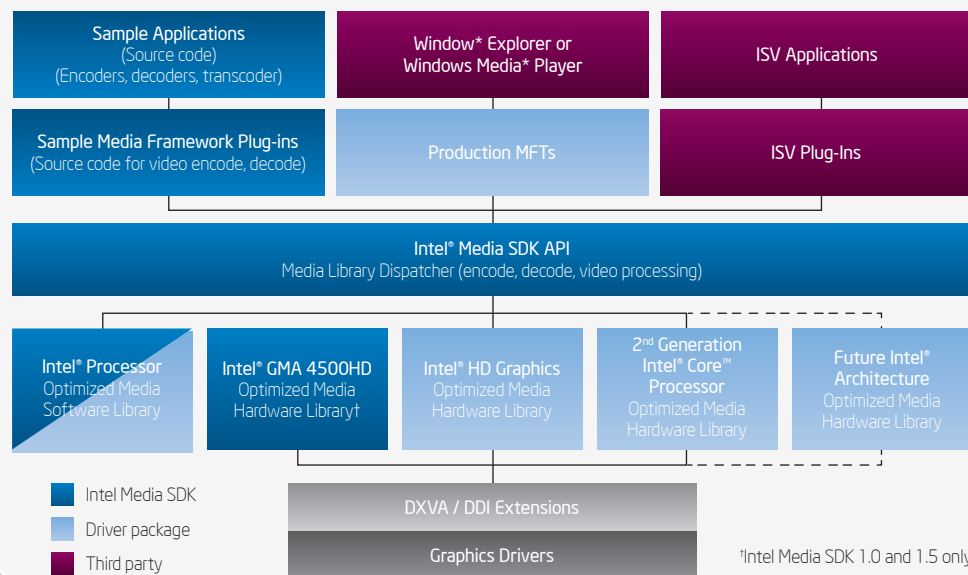 Sample Applications
(Source code)
(Encoders, decoders, transcoder)
Window* Explorer or
Windows Media* Player
ISV Applications
Sample Media Framework Plug-ins
(Source code for video encode, decode)
Production MFTs
ISV Plug-Ins
Intel® Media SDK API
Media Library Dispatcher (encode, decode, video processing)
Intel® Processor
Optimized Media
Software Library
Intel® GMA 4500HD
Optimized Media
Hardware Library†
Intel® HD Graphics
Optimized Media
Hardware Library
2nd Generation
Intel® Core™
Processor
Optimized Media
Hardware Library
Future Intel®
Architecture
Optimized Media
Hardware Library
DXVA / DDI Extensions
Graphics Drivers
Intel Media SDK
Driver package
Third party
†Intel Media SDK 1.0 and 1.5 only